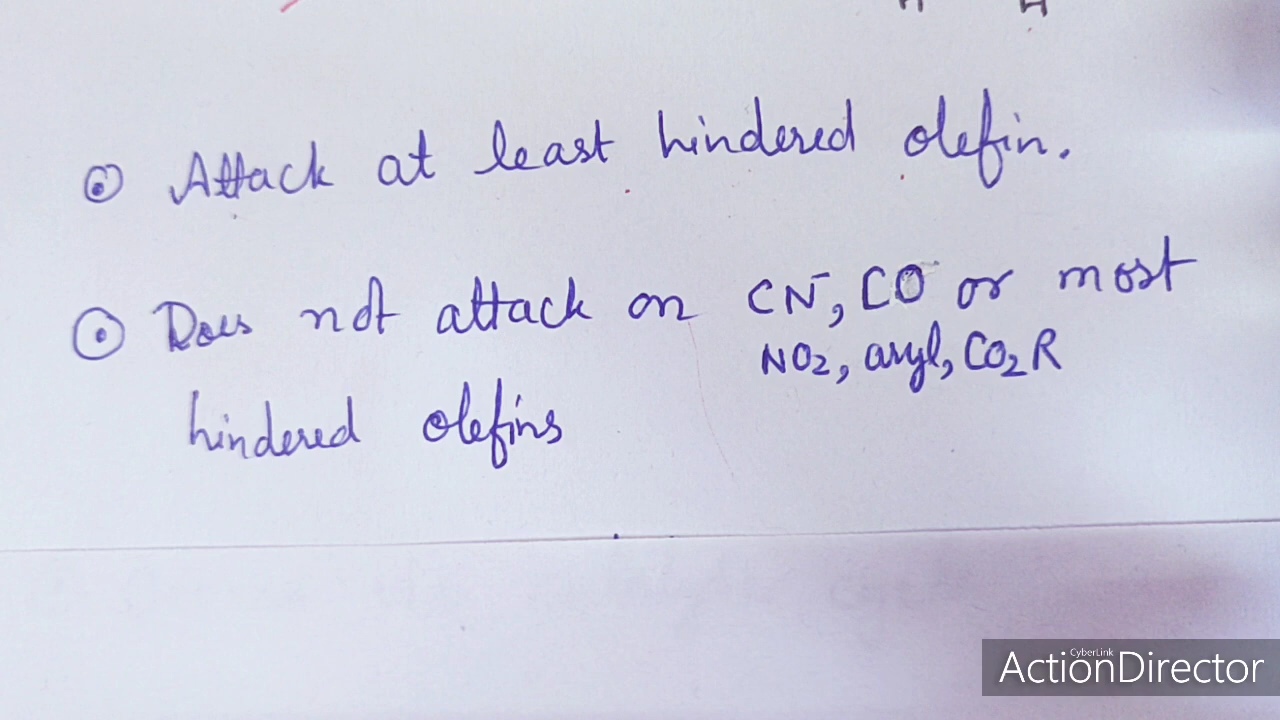 ⊙ Attack at least hindered olefin.
⊙ Does not attack on CN⁻, CO or most
NO₂, aryl, CO₂R
hindered olefins
CyberLink
ActionDirector